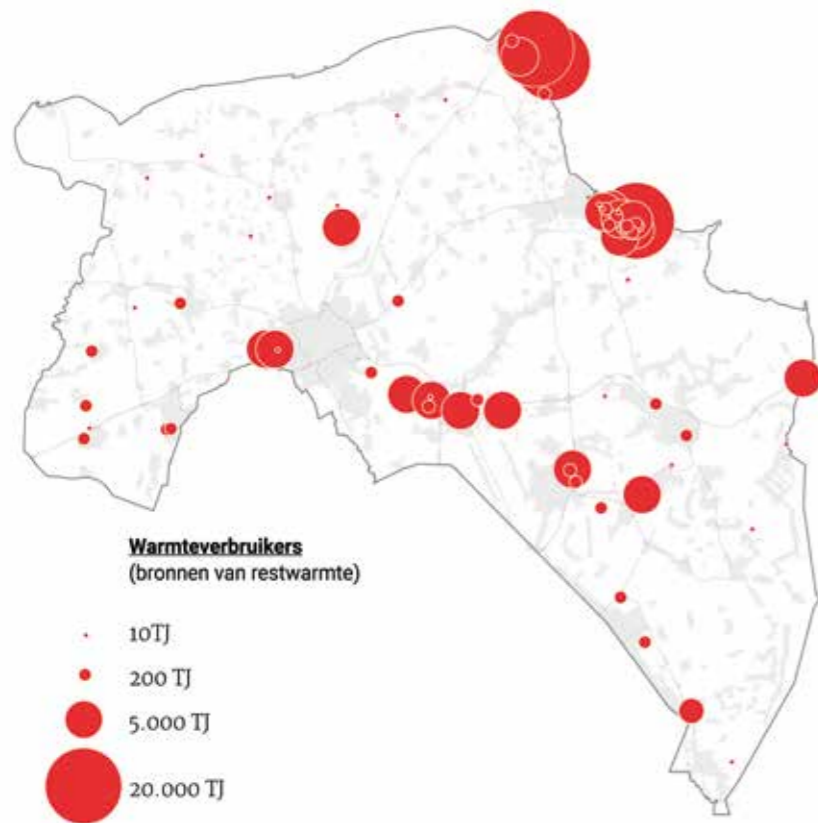 Warmteverbruikers
(bronnen van restwarmte)
10TJ
200 TJ
5.000 TJ
20.000 TJ